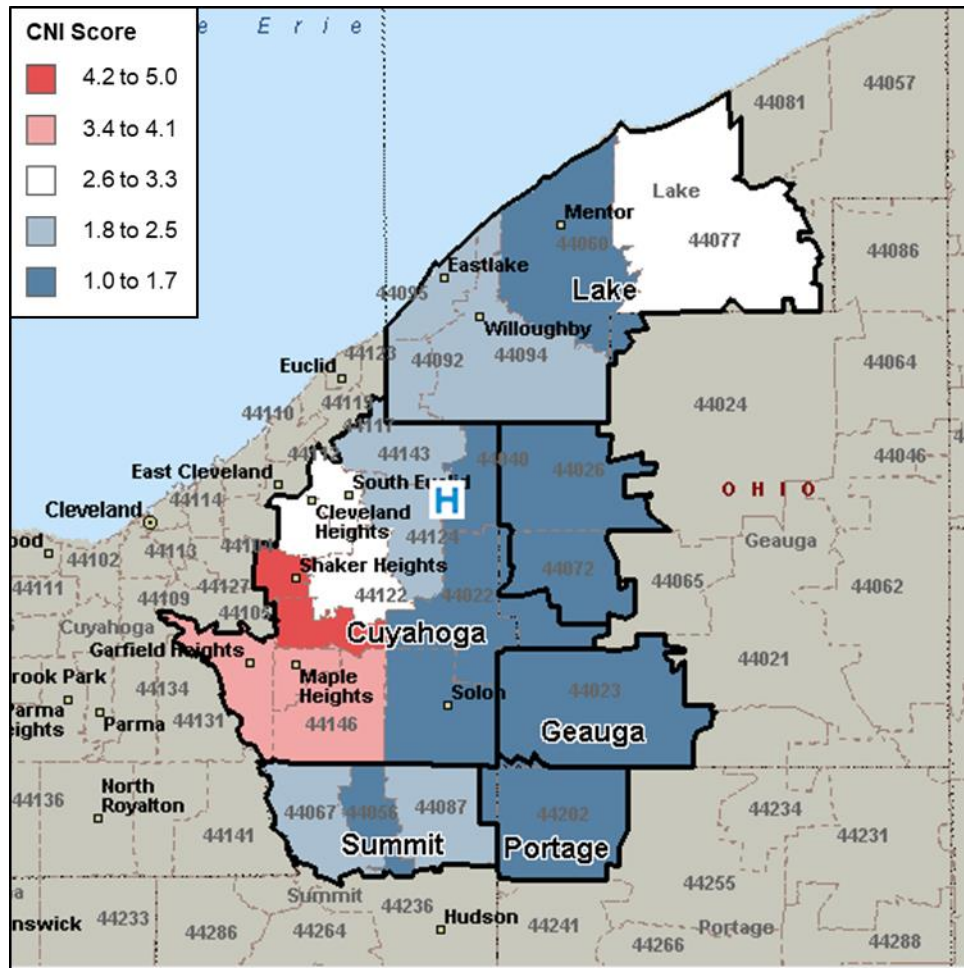 CNI Score
4.2 to 5.0
3.4 to 4.1
2.6 to 3.3
1.8 to 2.5
1.0 to 1.7
e Erie
44081
44057
Lake
Mentor
44060
44077
44086
Eastlake
44095
Lake
Willoughby
44123
44092
44094
Euclid
44064
44119
44024
44110
44117
44143
44040
44026
44046
East Cleveland
South Euclid
OHIO
44114
H
Cleveland
Cleveland
Heights
44124
Geauga
44113
44102
Shaker Heights
44072
44065
44111
44127
44122
44022
44062
44109
44105
Cuyahoga
Cuyahoga
Garfield Heights
44021
rook Park
Maple
Heights
44023
44134
Solon
Parma
44131
44146
Geauga
eights
North
Royalton
44136
44067
44056
44087
44202
44234
44141
Summit
Portage
44231
44255
Summit
44236
Hudson
Portage
nswick
44233
44286
44264
44241
44266
44288